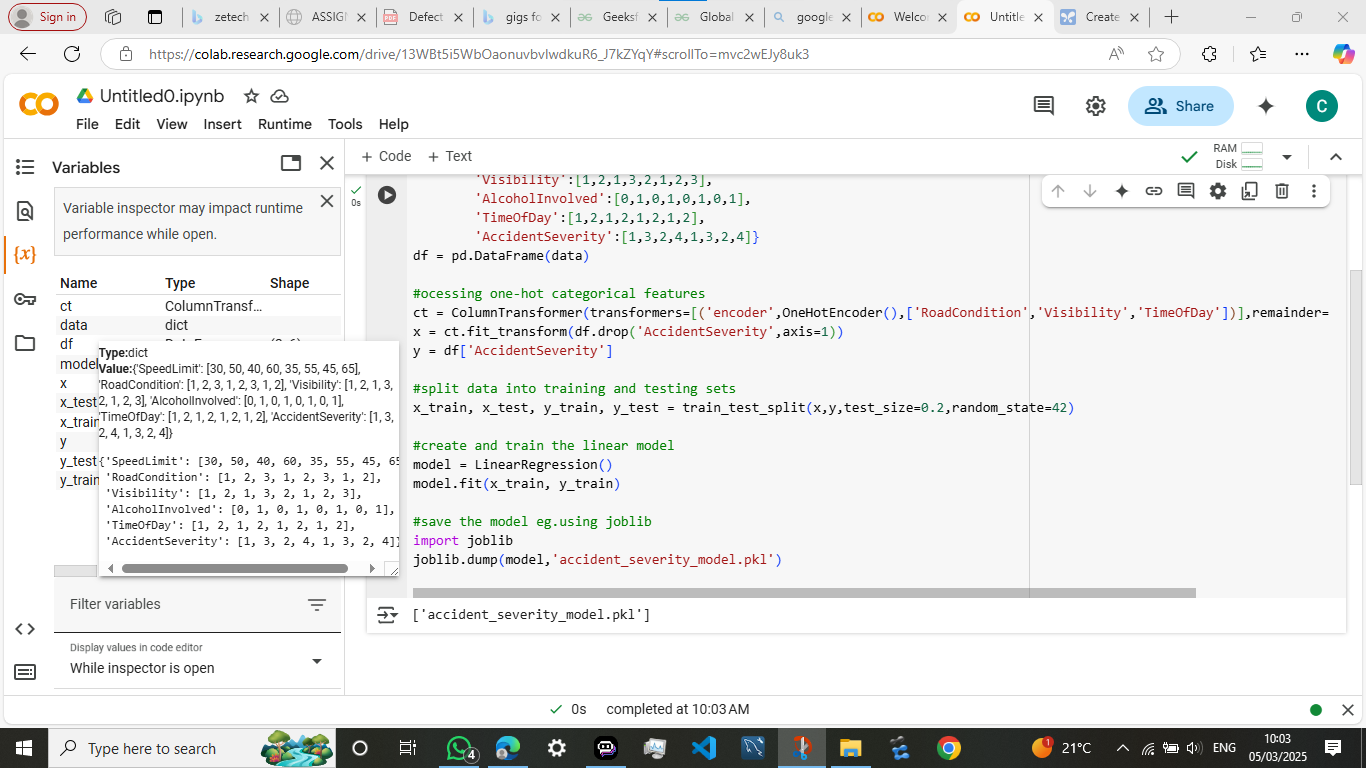 Sign in
zetech
ASSIGN
Defect
gigs fo
Geeksf
Global
google
Welco
Untitle
Create
https://colab.research.google.com/drive/13WBt5i5WbOaonuvbvlwdkuR6_J7kZYqY#scrollTo=mvc2wEJy8uk3
Untitled0.ipynb
File Edit View Insert Runtime Tools Help
Share
C
Variables
+ Code + Text
RAM
Disk
Variable inspector may impact runtime
performance while open.
{x}
Name Type Shape
ct ColumnTransf...
data dict
df
model
x
x_test
x_train
y
y_test
y_train
Type:dict
Value:{'SpeedLimit': [30, 50, 40, 60, 35, 55, 45, 65],
'RoadCondition': [1, 2, 3, 1, 2, 3, 1, 2], 'Visibility': [1, 2, 1, 3,
2, 1, 2, 3], 'AlcoholInvolved': [0, 1, 0, 1, 0, 1, 0, 1],
'TimeOfDay': [1, 2, 1, 2, 1, 2, 1, 2], 'AccidentSeverity': [1, 3,
2, 4, 1, 3, 2, 4]}
{'SpeedLimit': [30, 50, 40, 60, 35, 55, 45, 65
'RoadCondition': [1, 2, 3, 1, 2, 3, 1, 2],
'Visibility': [1, 2, 1, 3, 2, 1, 2, 3],
'AlcoholInvolved': [0, 1, 0, 1, 0, 1, 0, 1],
'TimeOfDay': [1, 2, 1, 2, 1, 2, 1, 2],
'AccidentSeverity': [1, 3, 2, 4, 1, 3, 2, 4]}
Filter variables
Display values in code editor
While inspector is open
0s
'Visibility':[1,2,1,3,2,1,2,3],
'AlcoholInvolved':[0,1,0,1,0,1,0,1],
'TimeOfDay':[1,2,1,2,1,2,1,2],
'AccidentSeverity':[1,3,2,4,1,3,2,4]}
df = pd.DataFrame(data)
#ocessing one-hot categorical features
ct = ColumnTransformer(transformers=[('encoder',OneHotEncoder(),['RoadCondition','Visibility','TimeOfDay'])],remainder=
x = ct.fit_transform(df.drop('AccidentSeverity',axis=1))
y = df['AccidentSeverity']
#split data into training and testing sets
x_train, x_test, y_train, y_test = train_test_split(x,y,test_size=0.2,random_state=42)
#create and train the linear model
model = LinearRegression()
model.fit(x_train, y_train)
#save the model eg.using joblib
import joblib
joblib.dump(model,'accident_severity_model.pkl')
['accident_severity_model.pkl']
0s completed at 10:03 AM
Type here to search
4
1
21°C
ENG
10:03
05/03/2025